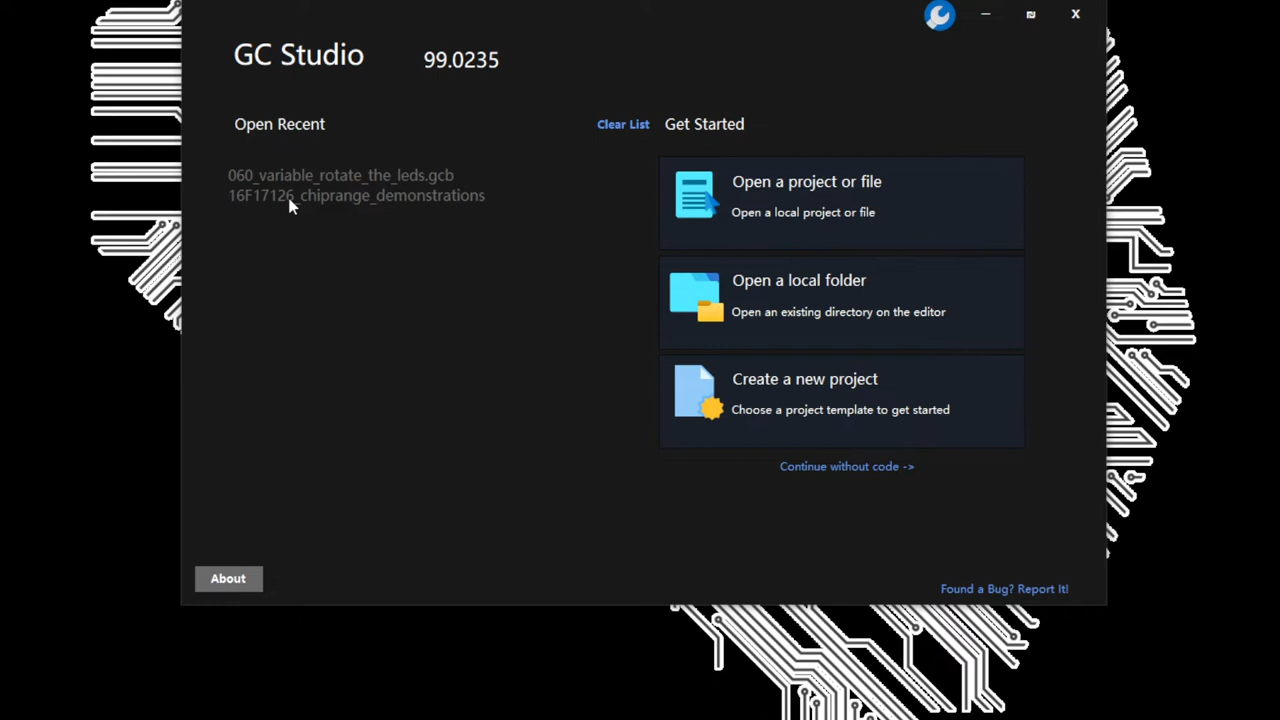 GC Studio
99.0235
Open Recent
Clear List
060_variable_rotate_the_leds.gcb
16F17126_chiprange_demonstrations
Get Started
Open a project or file
Open a local project or file
Open a local folder
Open an existing directory on the editor
Create a new project
Choose a project template to get started
Continue without code ->
About
Found a Bug? Report It!